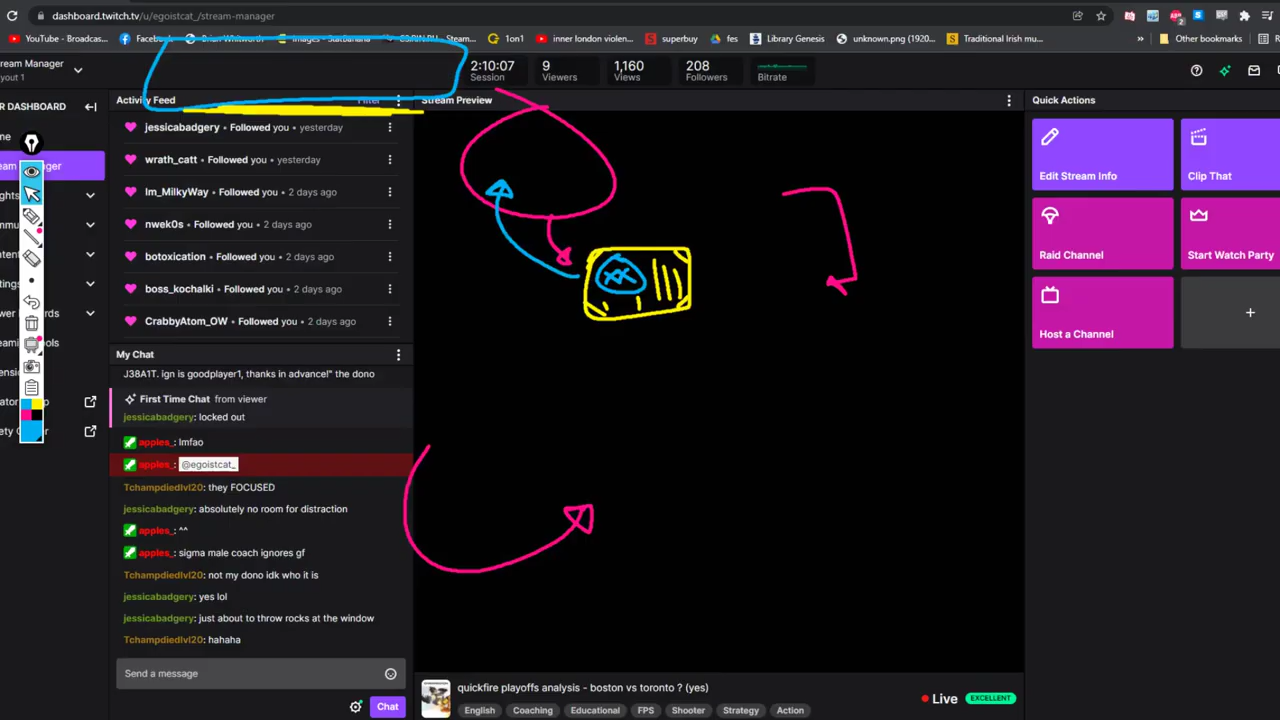 dashboard.twitch.tv/u/egoistcat_/stream-manager
YouTube - Broadcas... Facebook Brian Whitworth Images - StatBanana Steam... 1on1 inner london violen... superbuy fes Library Genesis unknown.png (1920... Traditional Irish mu... » Other bookmarks
Stream Manager
2:10:07 9 1,160 208
Session Viewers Views Followers Bitrate
Activity Feed Filter Stream Preview Quick Actions
jessicabadgery • Followed you • yesterday
wrath_catt • Followed you • yesterday
Im_MilkyWay • Followed you • 2 days ago
nwek0s • Followed you • 2 days ago
botoxication • Followed you • 2 days ago
boss_kochalki • Followed you • 2 days ago
CrabbyAtom_OW • Followed you • 2 days ago
Edit Stream Info Clip That
Raid Channel Start Watch Party
Host a Channel
My Chat
J38A1T. ign is goodplayer1, thanks in advance!" the dono
First Time Chat from viewer
jessicabadgery: locked out
apples_: lmfao
apples_: @egoistcat_
Tchampdiedlvl20: they FOCUSED
jessicabadgery: absolutely no room for distraction
apples_: ^^
apples_: sigma male coach ignores gf
Tchampdiedlvl20: not my dono idk who it is
jessicabadgery: yes lol
jessicabadgery: just about to throw rocks at the window
Tchampdiedlvl20: hahaha
Send a message
Chat
quickfire playoffs analysis - boston vs toronto ? (yes)
English Coaching Educational FPS Shooter Strategy Action
Live EXCELLENT